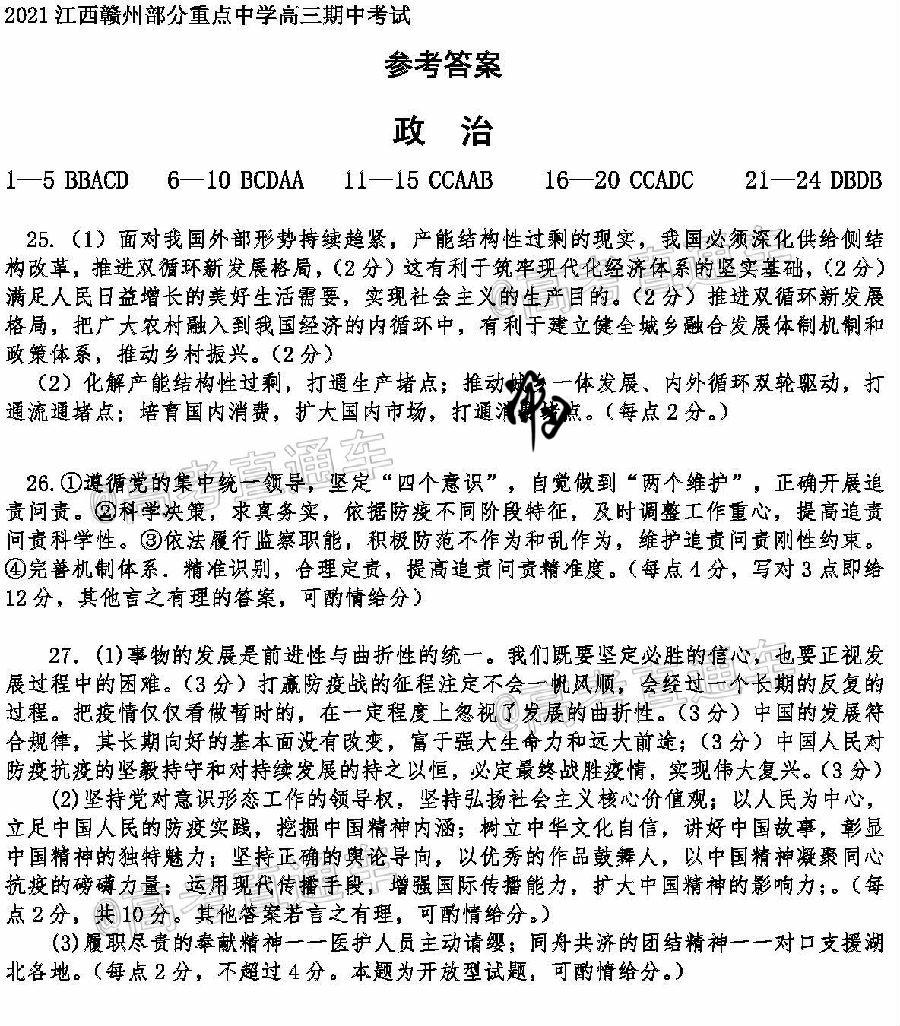 2021江西赣州部分重点中学高三期中考试
参考答案
政 治
1—5 BBACD 6—10 BCDAA 11—15 CCAAB 16—20 CCADC 21—24 DBDB
25.（1）面对我国外部形势持续趋紧，产能结构性过剩的现实，我国必须深化供给侧结
构改革，推进双循环新发展格局，（2分）这有利于筑牢现代化经济体系的坚实基础，（2分）
满足人民日益增长的美好生活需要，实现社会主义的生产目的。（2分）推进双循环新发展
格局，把广大农村融入到我国经济的内循环中，有利于建立健全城乡融合发展体制机制和
政策体系，推动乡村振兴。（2分）
（2）化解产能结构性过剩，打通生产堵点；推动一体发展、内外循环双轮驱动，打
通流通堵点；培育国内消费，扩大国内市场，打通点。（每点2分。）
26.①遵循党的集中统一领导，坚定“四个意识”，自觉做到“两个维护”，正确开展追
责问责。②科学决策，求真务实，依据防疫不同阶段特征，及时调整工作重心，提高追责
问责科学性。③依法履行监察职能，积极防范不作为和乱作为，维护追责问责刚性约束。
④完善机制体系．精准识别，合理定责，提高追责问责精准度。（每点4分，写对3点即给
12分，其他言之有理的答案，可酌情给分）
27．(1)事物的发展是前进性与曲折性的统一。我们既要坚定必胜的信心，也要正视发
展过程中的困难。（3分）打赢防疫战的征程注定不会一帆风顺，会经过一个长期的反复的
过程。把疫情仅仅看做暂时的，在一定程度上忽视了发展的曲折性。（3分）中国的发展符
合规律，其长期向好的基本面没有改变，富于强大生命力和远大前途；（3分）中国人民对
防疫抗疫的坚毅持守和对持续发展的持之以恒，必定最终战胜疫情，实现伟大复兴。（3分）
(2)坚持党对意识形态工作的领导权，坚持弘扬社会主义核心价值观；以人民为中心，
立足中国人民的防疫实践，挖掘中国精神内涵；树立中华文化自信，讲好中国故事，彰显
中国精神的独特魅力；坚持正确的舆论导向，以优秀的作品鼓舞人，以中国精神凝聚同心
抗疫的磅礴力量；运用现代传播手段，增强国际传播能力，扩大中国精神的影响力；。（每
点2分，共10分。其他答案若言之有理，可酌情给分。）
(3)履职尽责的奉献精神一一医护人员主动请缨；同舟共济的团结精神一一对口支援湖
北各地。（每点2分，不超过4分。本题为开放型试题，可酌情给分。）
@高考直通车
@高考直通车
@高考直通车
@高考直通车